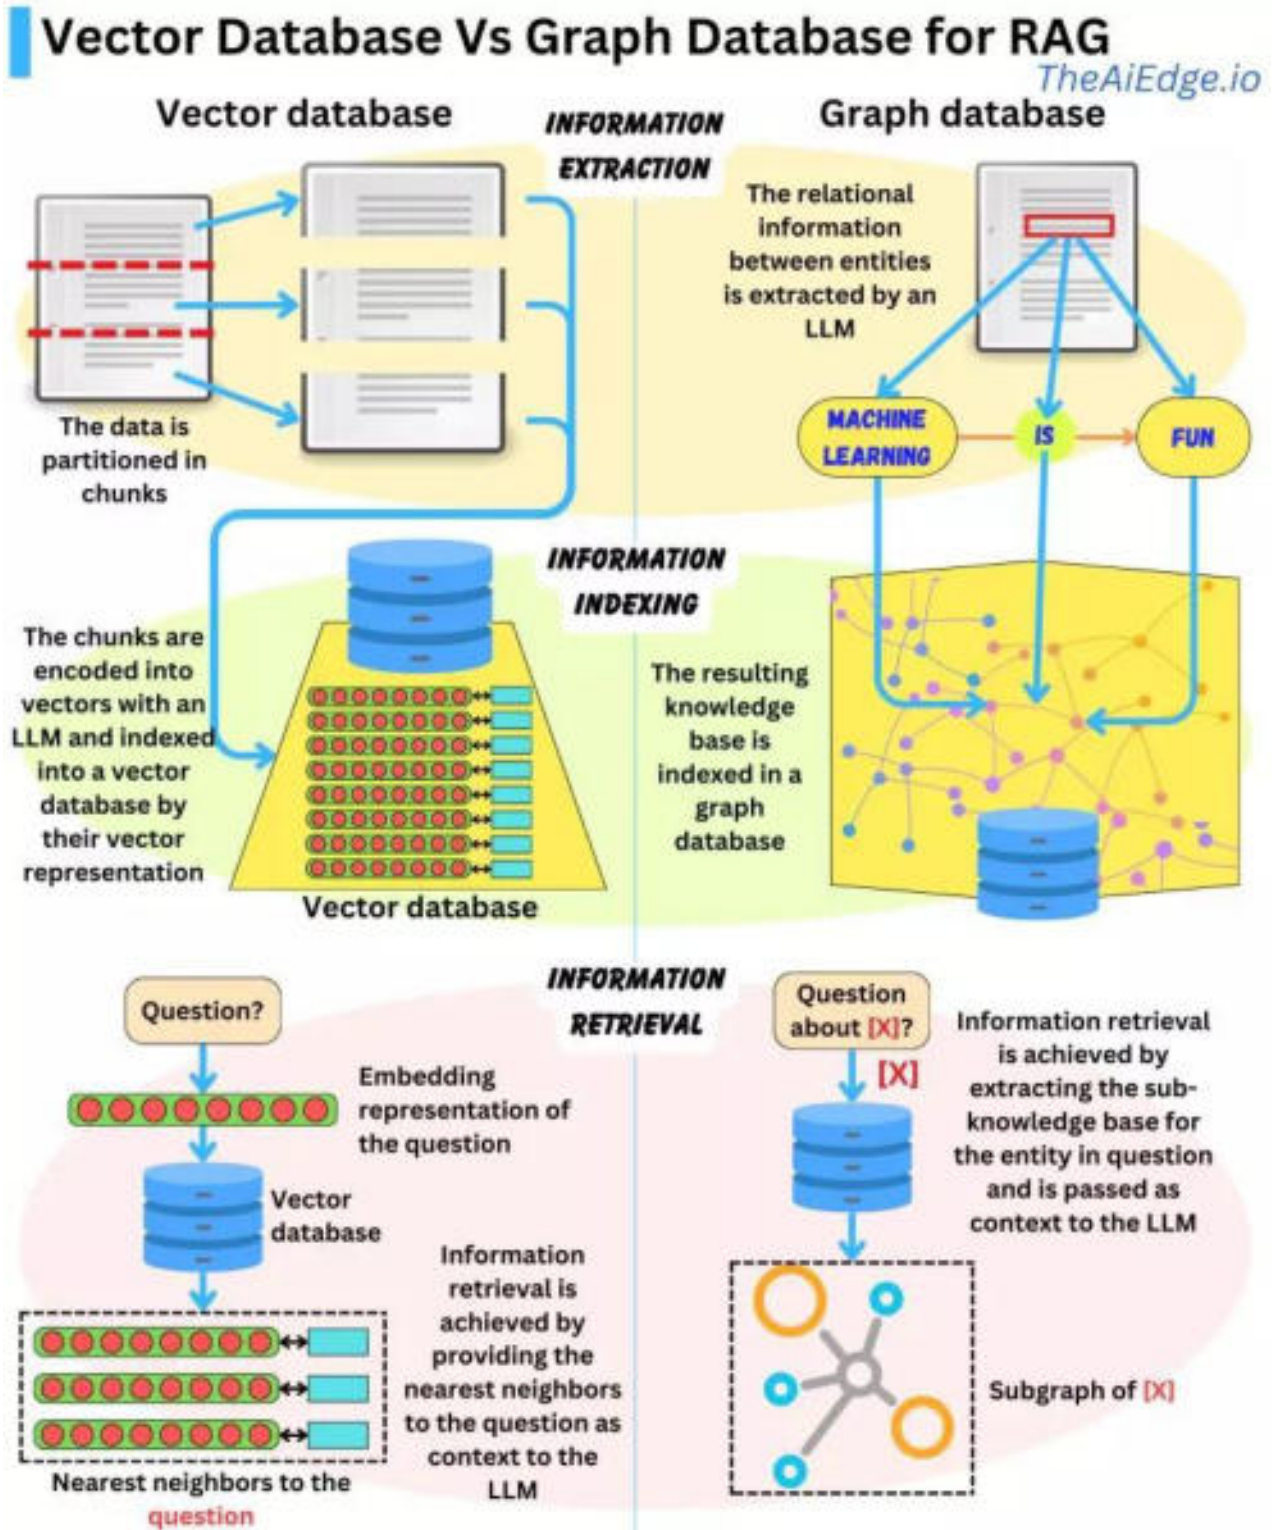 Vector Database Vs Graph Database for RAG
TheAiEdge.io
Vector database
Graph database
INFORMATION
EXTRACTION
The data is
partitioned in
chunks
The relational
information
between entities
is extracted by an
LLM
MACHINE
LEARNING
IS
FUN
INFORMATION
INDEXING
The chunks are
encoded into
vectors with an
LLM and indexed
into a vector
database by
their vector
representation
Vector database
The resulting
knowledge
base is
indexed in a
graph
database
INFORMATION
RETRIEVAL
Question?
Embedding
representation of
the question
Vector
database
Information
retrieval is
achieved by
providing the
nearest neighbors
to the question as
context to the
LLM
Nearest neighbors to the
question
Question
about [X]?
[X]
Information retrieval
is achieved by
extracting the sub-
knowledge base for
the entity in question
and is passed as
context to the LLM
Subgraph of [X]